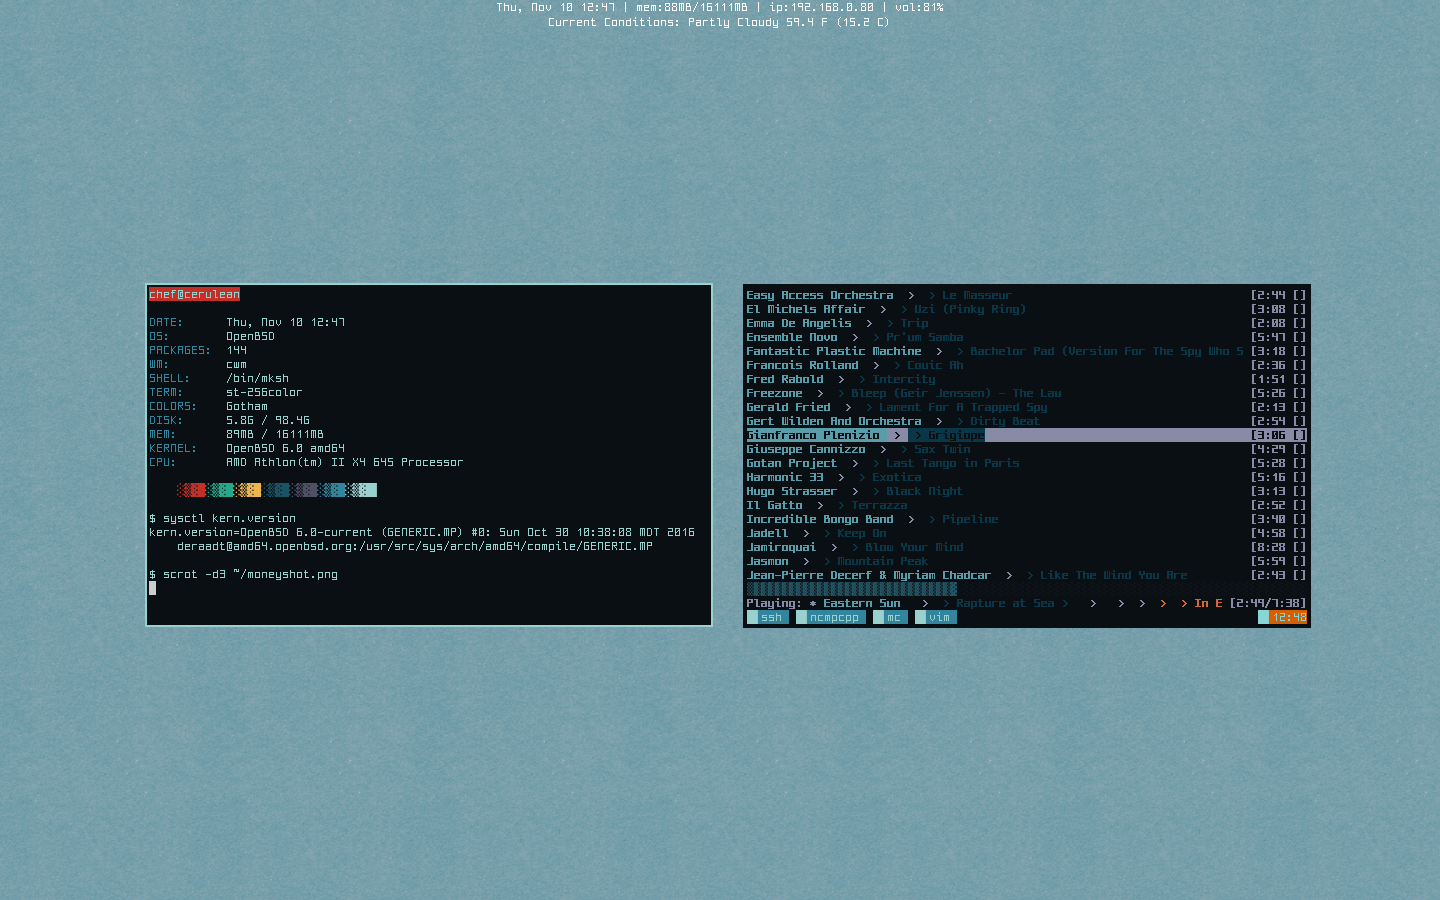 Thu, Nov 10 12:47 | mem:88MB/16111MB | ip:192.168.0.80 | vol:81%
Current Conditions: Partly Cloudy 59.4 F (15.2 C)
chef@cerulean
DATE: Thu, Nov 10 12:47
OS: OpenBSD
PACKAGES: 144
WM: cwm
SHELL: /bin/mksh
TERM: st-256color
COLORS: Gotham
DISK: 5.8G / 98.4G
MEM: 89MB / 16111MB
KERNEL: OpenBSD 6.0 amd64
CPU: AMD Athlon(tm) II X4 645 Processor
$ sysctl kern.version
kern.version=OpenBSD 6.0-current (GENERIC.MP) #0: Sun Oct 30 10:38:08 MDT 2016
deraadt@amd64.openbsd.org:/usr/src/sys/arch/amd64/compile/GENERIC.MP
$ scrot -d3 ~/moneyshot.png
Easy Access Orchestra > > Le Masseur [2:44 []
El Michels Affair > > Uzi (Pinky Ring) [3:08 []
Emma De Angelis > > Trip [2:08 []
Ensemble Novo > > Pr'um Samba [5:47 []
Fantastic Plastic Machine > > Bachelor Pad (Version For The Spy Who S [3:18 []
Francois Rolland > > Couic Ah [2:36 []
Fred Rabold > > Intercity [1:51 []
Freezone > > Bleep (Geir Jenssen) - The Lau [5:26 []
Gerald Fried > > Lament For A Trapped Spy [2:13 []
Gert Wilden And Orchestra > > Dirty Beat [2:54 []
Gianfranco Plenizio > > Grigiope [3:06 []
Giuseppe Cannizzo > > Sax Twin [4:29 []
Gotan Project > > Last Tango in Paris [5:28 []
Harmonic 33 > > Exotica [5:16 []
Hugo Strasser > > Black Night [3:13 []
Il Gatto > > Terrazza [2:52 []
Incredible Bongo Band > > Pipeline [3:40 []
Jadell > > Keep On [4:58 []
Jamiroquai > > Blow Your Mind [8:28 []
Jasmon > > Mountain Peak [5:59 []
Jean-Pierre Decerf & Myriam Chadcar > > Like The Wind You Are [2:43 []
Playing: * Eastern Sun > > Rapture at Sea > > > > > > In E [2:49/7:38]
ssh ncmpcpp mc vim 12:48